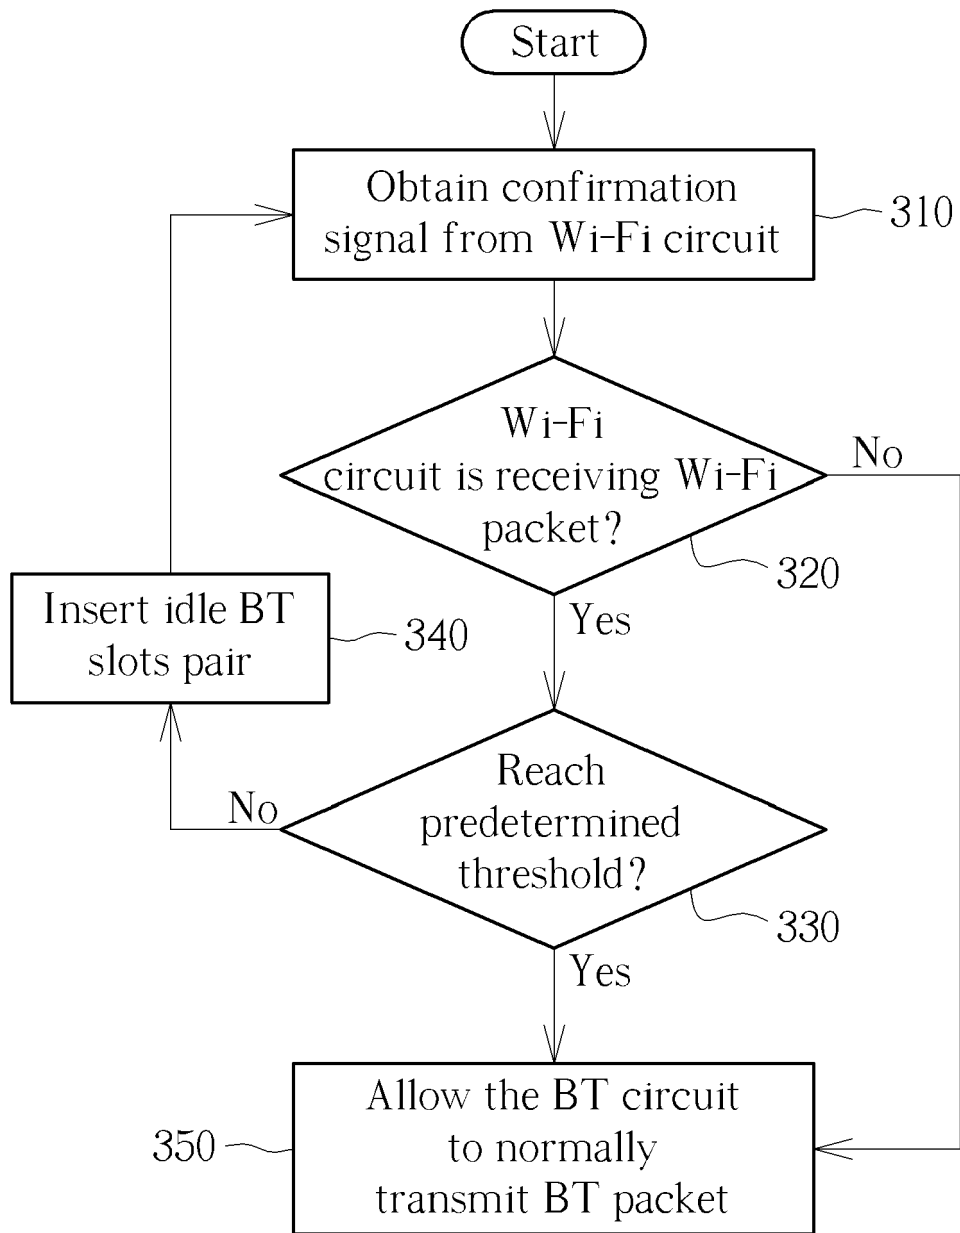 Start
Obtain confirmation
signal from Wi-Fi circuit
310
Wi-Fi
circuit is receiving Wi-Fi
packet?
No
320
Yes
Insert idle BT
slots pair
340
Reach
predetermined
threshold?
No
330
Yes
Allow the BT circuit
to normally
transmit BT packet
350